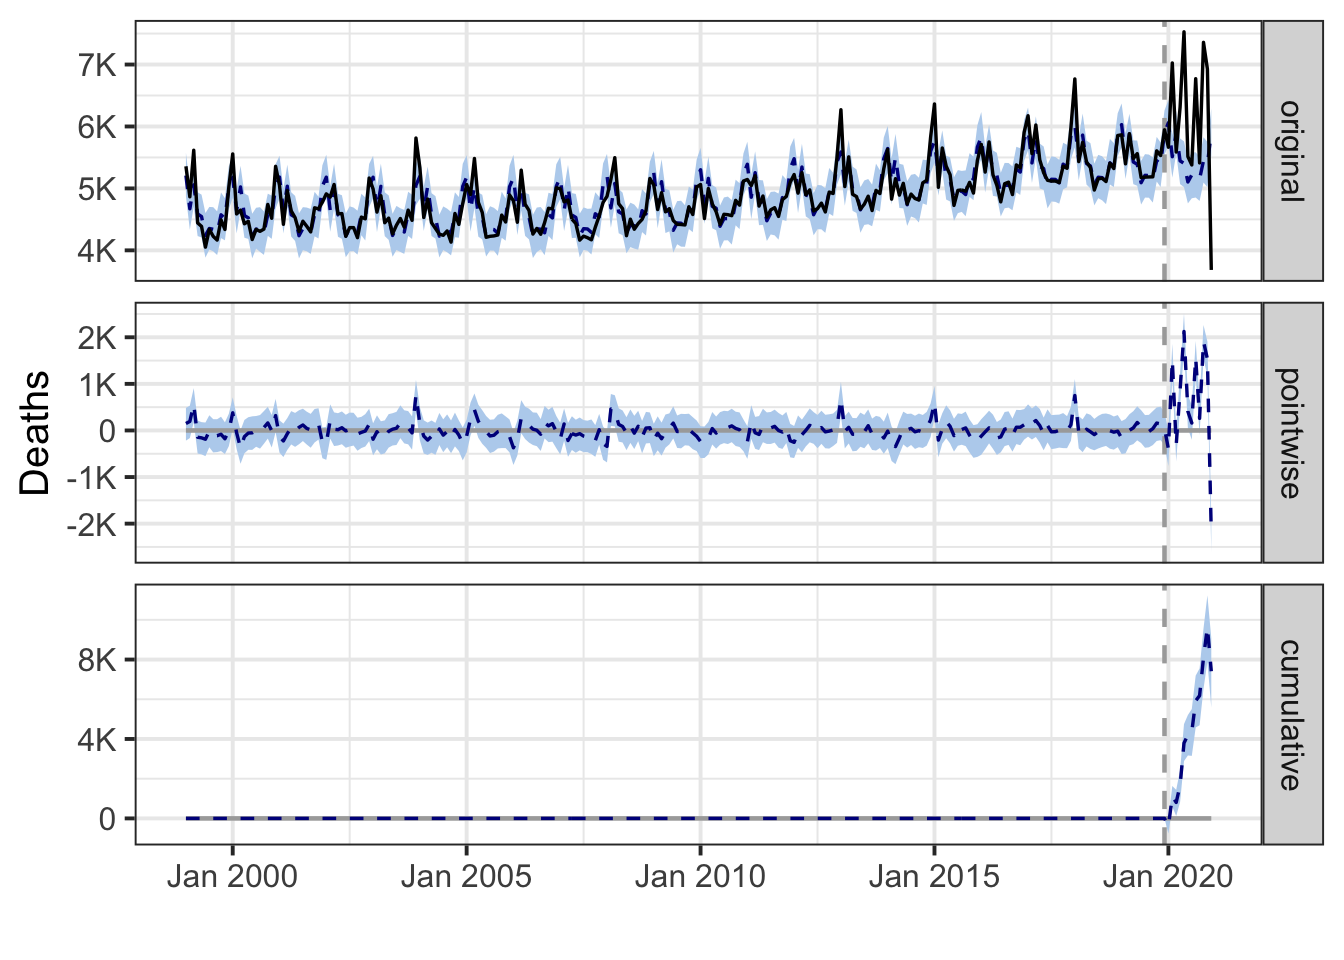 7K
6K
5K
4K
original
2K
1K
0
-1K
-2K
pointwise
Deaths
8K
4K
0
cumulative
Jan 2000
Jan 2005
Jan 2010
Jan 2015
Jan 2020